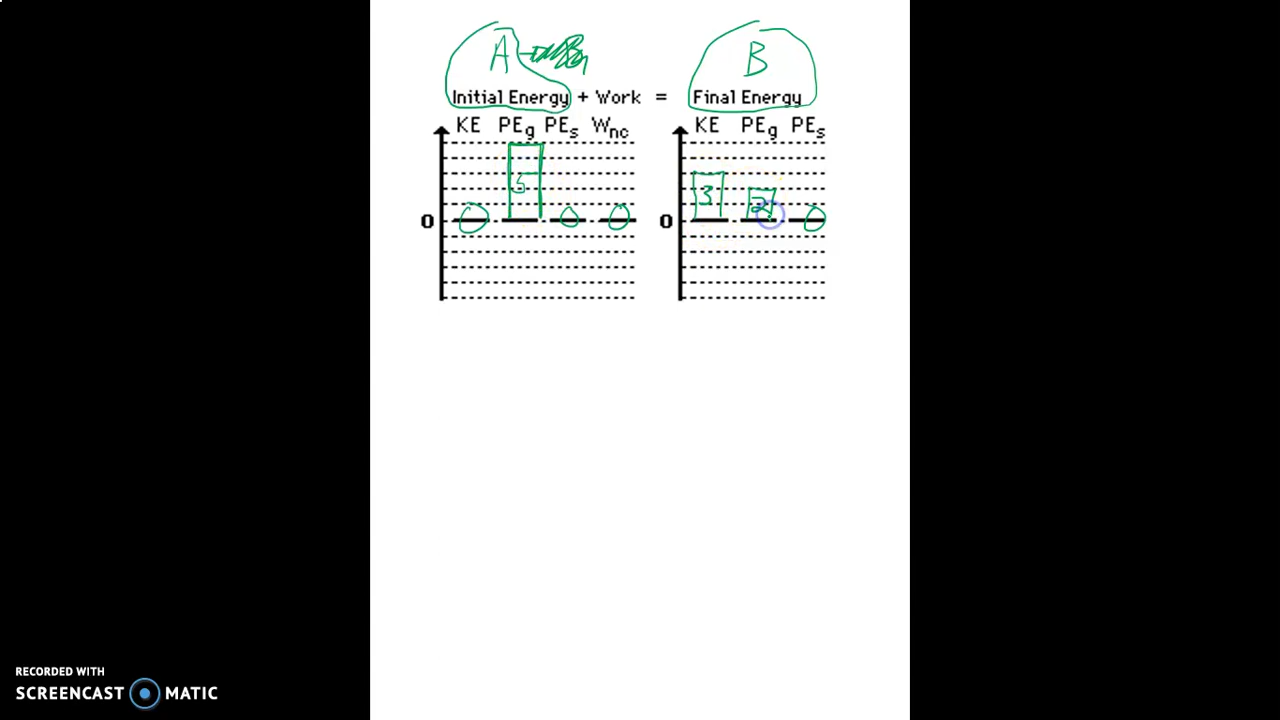 A
B
Initial Energy + Work = Final Energy
KE PEg PEs Wnc KE PEg PEs
5
3 2
0 0 0 0 0 0
RECORDED WITH
SCREENCAST MATIC